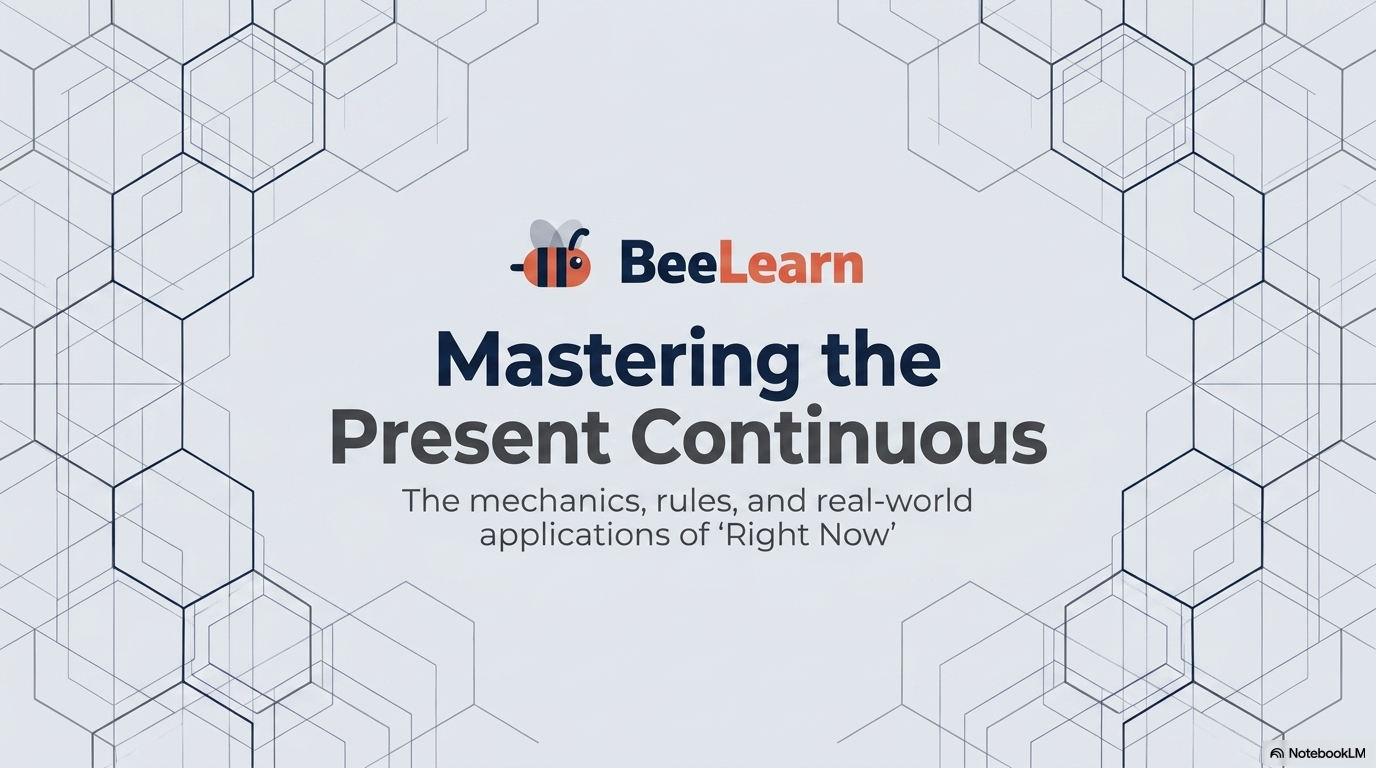 BeeLearn
Mastering the
Present Continuous
The mechanics, rules, and real-world
applications of ‘Right Now’
NotebookLM